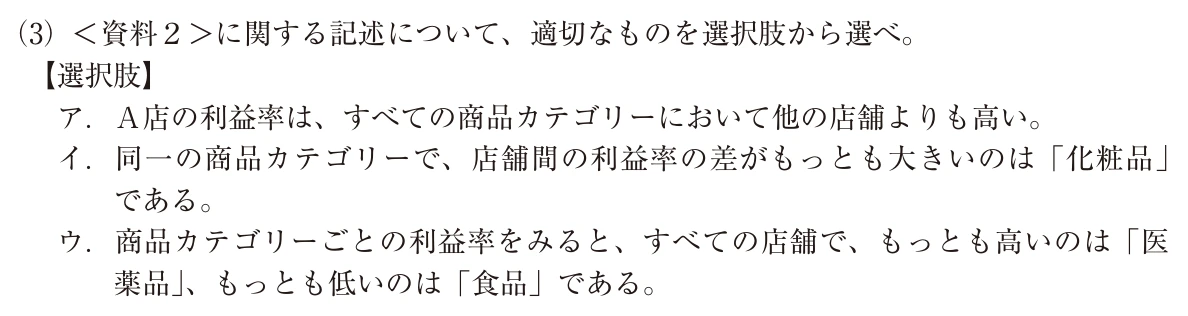 (3) ＜資料２＞に関する記述について、適切なものを選択肢から選べ。
【選択肢】
ア．Ａ店の利益率は、すべての商品カテゴリーにおいて他の店舗よりも高い。
イ．同一の商品カテゴリーで、店舗間の利益率の差がもっとも大きいのは「化粧品」
である。
ウ．商品カテゴリーごとの利益率をみると、すべての店舗で、もっとも高いのは「医
薬品」、もっとも低いのは「食品」である。